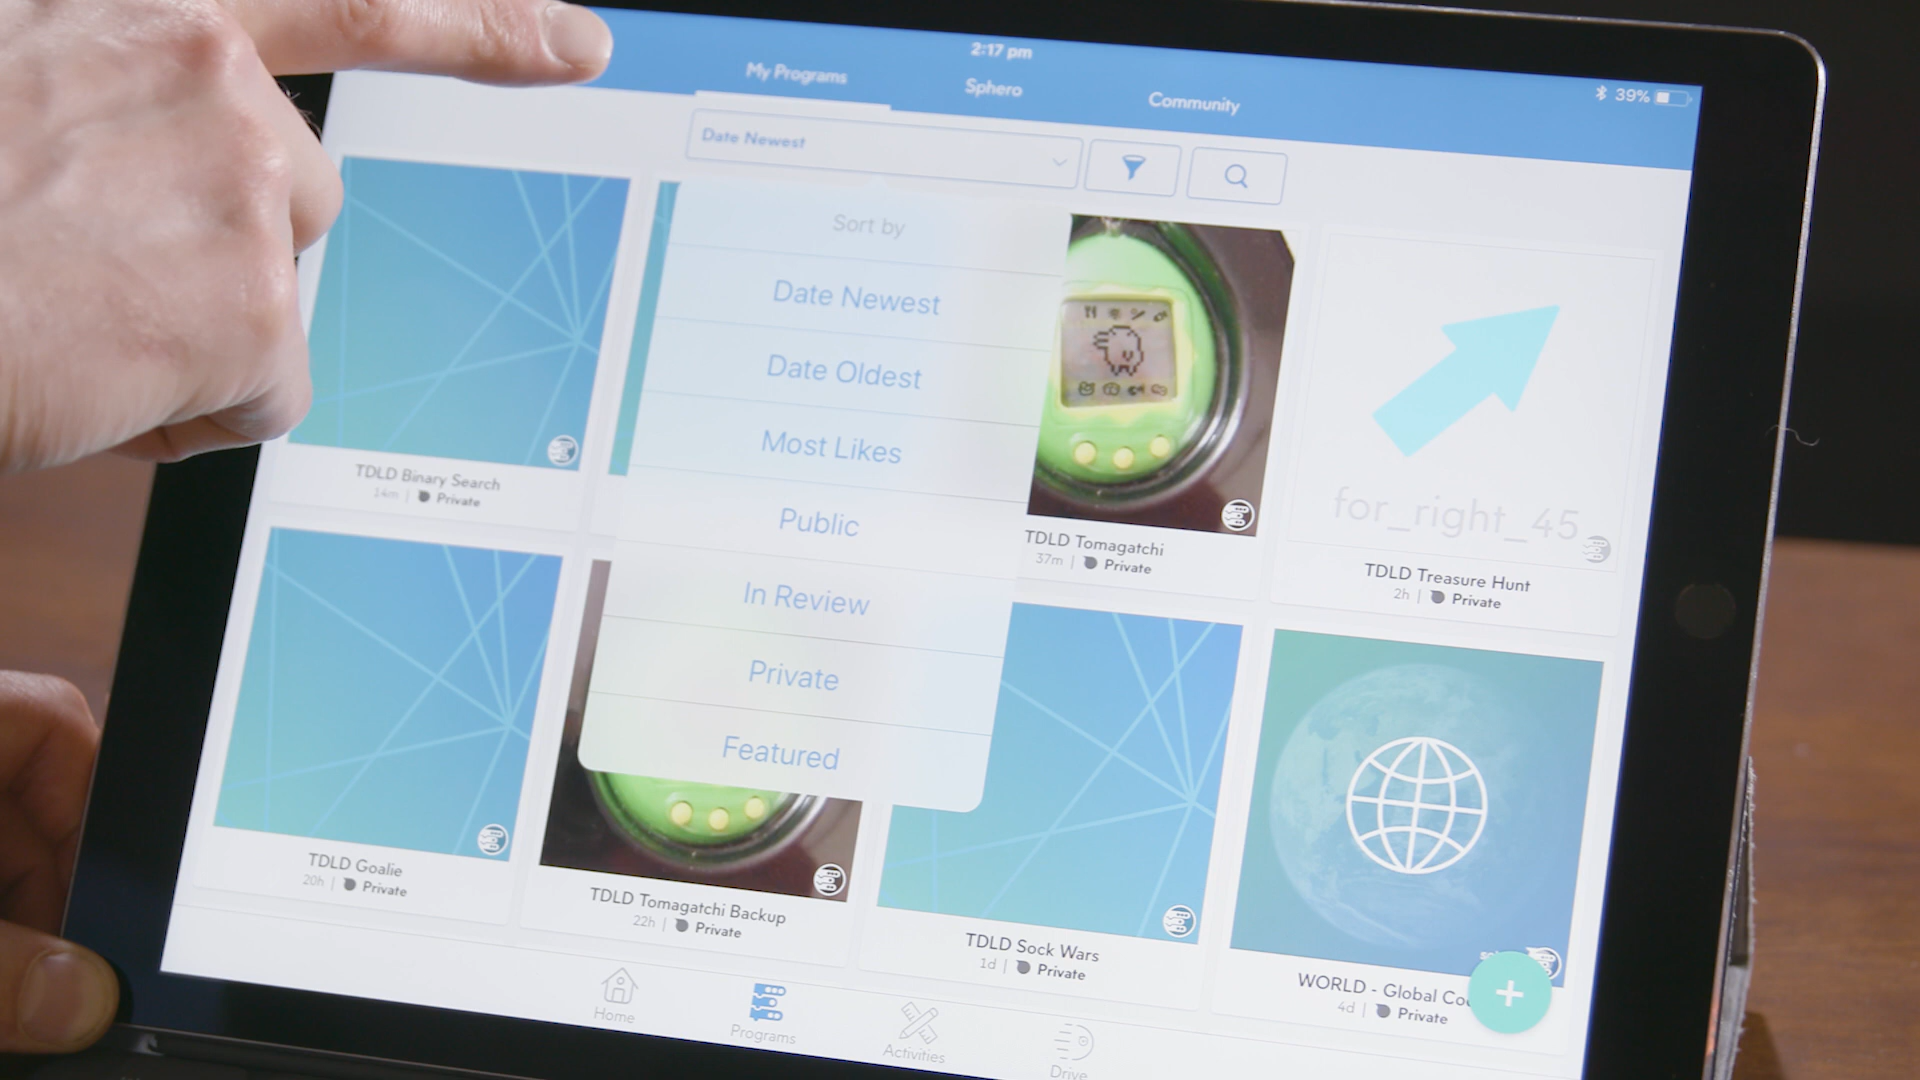 2:17 pm
39%
My Programs
Sphero
Community
Date Newest
Sort by
Date Newest
Date Oldest
Most Likes
Public
In Review
Private
Featured
TDLD Binary Search
14m | Private
TDLD Tomagatchi
37m | Private
for_right_45
TDLD Treasure Hunt
2h | Private
TDLD Goalie
20h | Private
TDLD Tomagatchi Backup
22h | Private
TDLD Sock Wars
1d | Private
WORLD - Global
4d | Private
Home
Programs
Activities
Drive